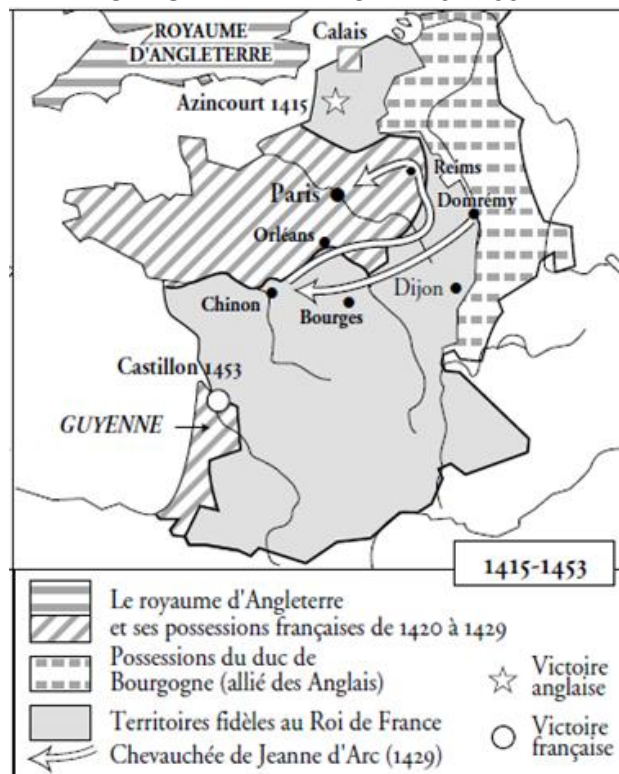 ROYAUME
D'ANGLETERRE
Calais
Azincourt 1415
Reims
Paris
Domrémy
Orléans
Chinon
Bourges
Dijon
Castillon 1453
GUYENNE
1415-1453
Le royaume d'Angleterre
et ses possessions françaises de 1420 à 1429
Possessions du duc de
Bourgogne (allié des Anglais)
Territoires fidèles au Roi de France
Chevauchée de Jeanne d'Arc (1429)
Victoire
anglaise
Victoire
française